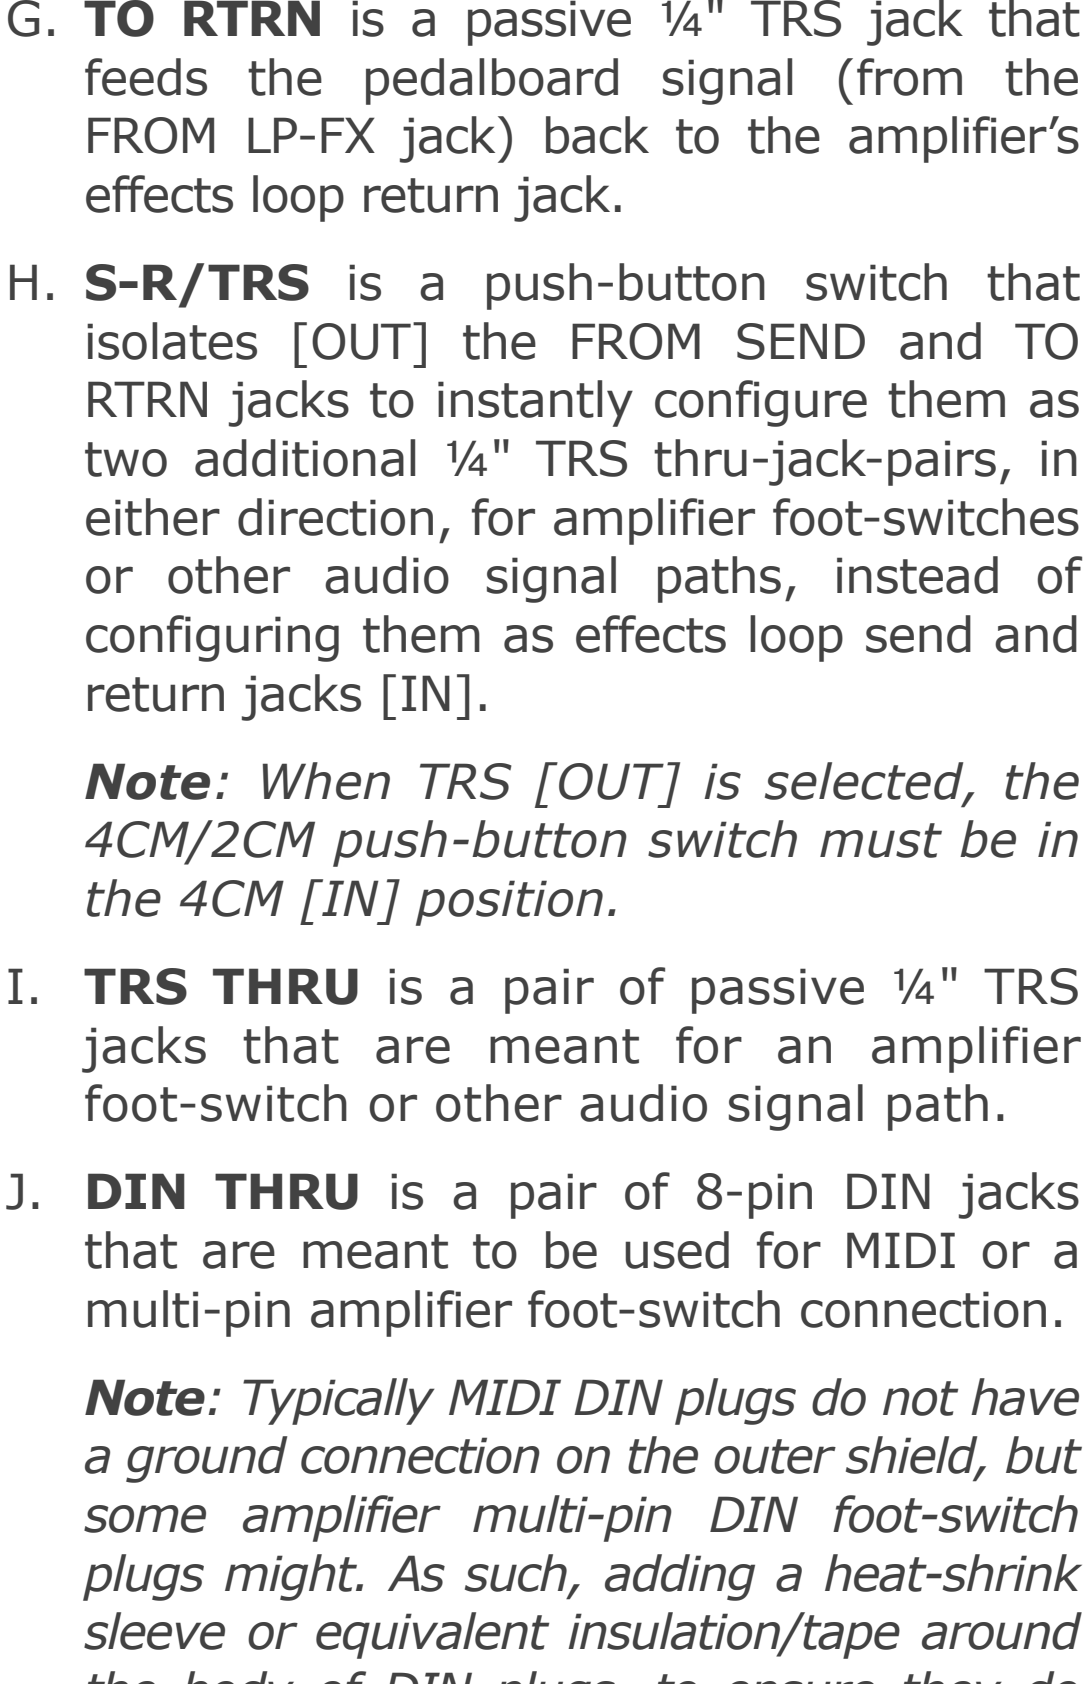 G. TO RTRN is a passive ¼" TRS jack that
feeds the pedalboard signal (from the
FROM LP-FX jack) back to the amplifier’s
effects loop return jack.
H. S-R/TRS is a push-button switch that
isolates [OUT] the FROM SEND and TO
RTRN jacks to instantly configure them as
two additional ¼" TRS thru-jack-pairs, in
either direction, for amplifier foot-switches
or other audio signal paths, instead of
configuring them as effects loop send and
return jacks [IN].
Note: When TRS [OUT] is selected, the
4CM/2CM push-button switch must be in
the 4CM [IN] position.
I. TRS THRU is a pair of passive ¼" TRS
jacks that are meant for an amplifier
foot-switch or other audio signal path.
J. DIN THRU is a pair of 8-pin DIN jacks
that are meant to be used for MIDI or a
multi-pin amplifier foot-switch connection.
Note: Typically MIDI DIN plugs do not have
a ground connection on the outer shield, but
some amplifier multi-pin DIN foot-switch
plugs might. As such, adding a heat-shrink
sleeve or equivalent insulation/tape around
the body of DIN plugs, to ensure they do